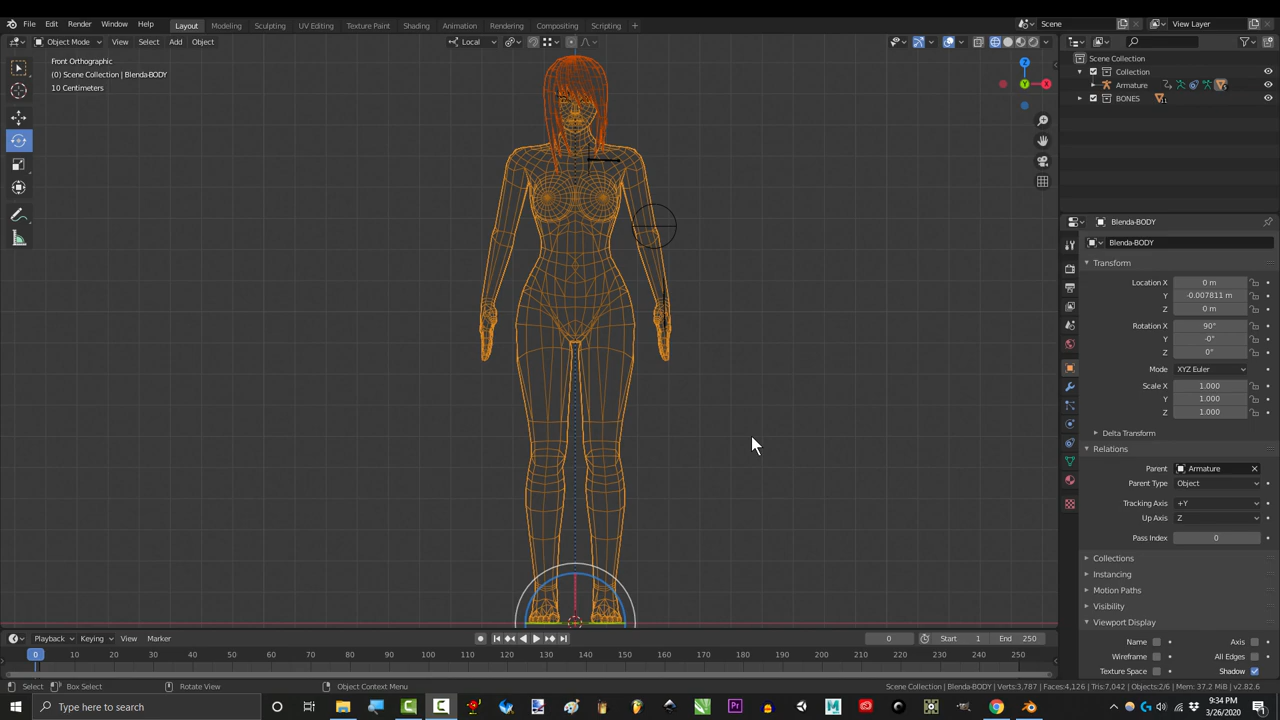 File Edit Render Window Help Layout Modeling Sculpting UV Editing Texture Paint Shading Animation Rendering Compositing Scripting + Scene View Layer
Object Mode View Select Add Object Local
Front Orthographic
(0) Scene Collection | Blenda-BODY
10 Centimeters
Z
X
Y
Scene Collection
Collection
Armature
BONES
Blenda-BODY
Blenda-BODY
Transform
Location X 0 m
Y -0.007811 m
Z 0 m
Rotation X 90°
Y -0°
Z 0°
Mode XYZ Euler
Scale X 1.000
Y 1.000
Z 1.000
Delta Transform
Relations
Parent Armature
Parent Type Object
Tracking Axis +Y
Up Axis Z
Pass Index 0
Collections
Instancing
Motion Paths
Visibility
Viewport Display
Name Axis
Wireframe All Edges
Texture Space Shadow
Playback Keying View Marker 0 Start 1 End 250
0 10 20 30 40 50 60 70 80 90 100 110 120 130 140 150 160 170 180 190 200 210 220 230 240 250
Select Box Select Rotate View Object Context Menu Scene Collection | Blenda-BODY | Verts:3,787 | Faces:4,126 | Tris:7,042 | Objects:2/6 | Mem: 37.2 MiB | v2.82.6
Type here to search
9:34 PM
3/26/2020